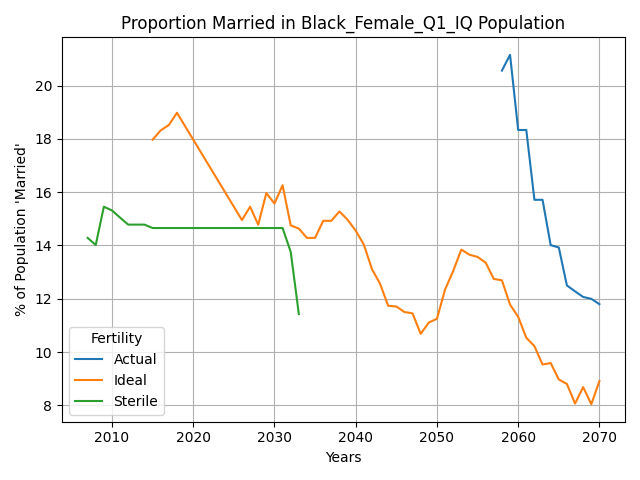 Proportion Married in Black_Female_Q1_IQ Population
% of Population 'Married'
20
18
16
14
12
10
8
Fertility
Actual
Ideal
Sterile
2010 2020 2030 2040 2050 2060 2070
Years